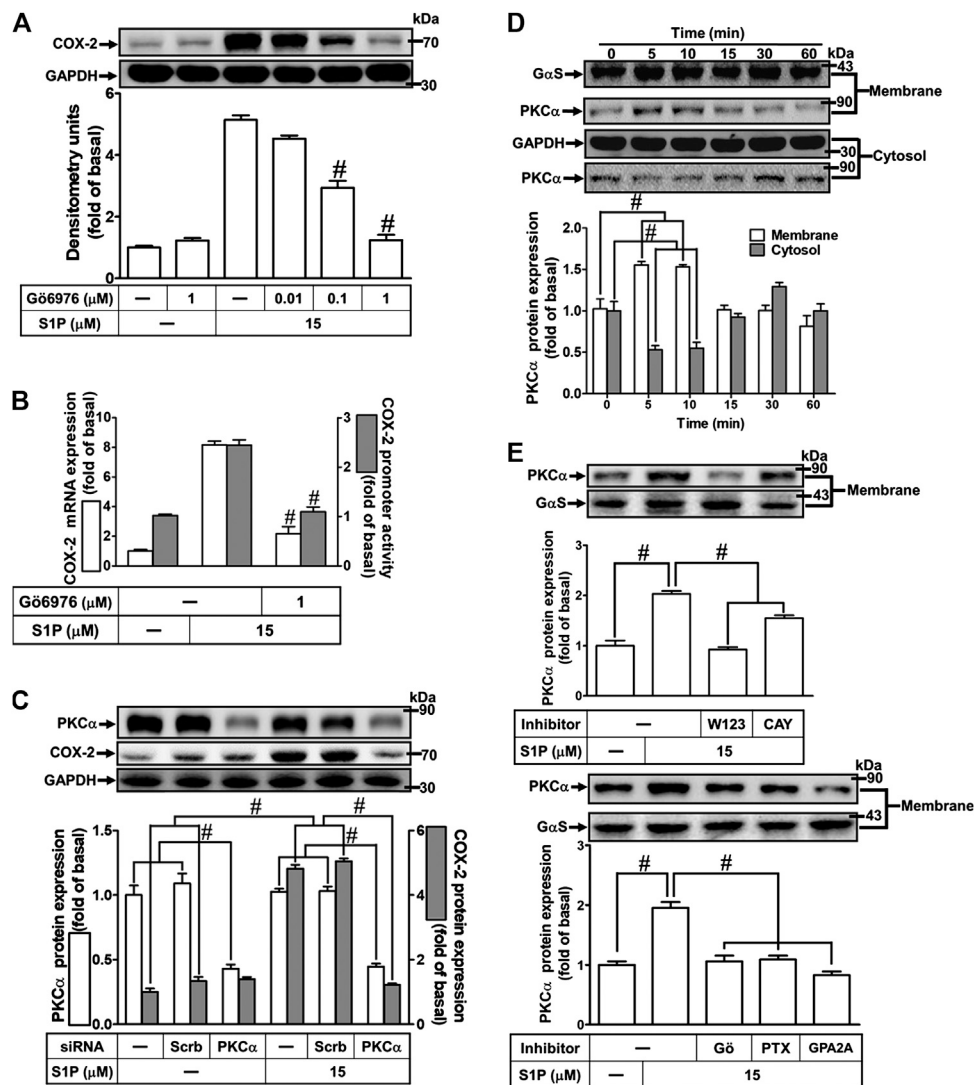 A
kDa
COX-2
70
GAPDH
30
Densitometry units
(fold of basal)
6
4
2
0
#
#
Gö6976 (μM)
—
1
—
0.01
0.1
1
S1P (μM)
—
15
B
COX-2 mRNA expression
(fold of basal)
10
8
6
4
2
0
3
2
1
0
COX-2 promoter activity
(fold of basal)
# #
Gö6976 (μM)
—
1
S1P (μM)
—
15
C
kDa
PKCα
90
COX-2
70
GAPDH
30
PKCα protein expression
(fold of basal)
1.5
1.0
0.5
0.0
6
4
2
0
COX-2 protein expression
(fold of basal)
#
#
#
#
siRNA
—
Scrb
PKCα
—
Scrb
PKCα
S1P (μM)
—
15
D
Time (min)
0 5 10 15 30 60
kDa
GαS
43
PKCα
90
Membrane
GAPDH
30
PKCα
90
Cytosol
PKCα protein expression
(fold of basal)
2.0
1.5
1.0
0.5
0.0
#
#
Membrane
Cytosol
0 5 10 15 30 60
Time (min)
E
kDa
PKCα
90
GαS
43
Membrane
PKCα protein expression
(fold of basal)
3
2
1
0
#
#
Inhibitor
—
W123
CAY
S1P (μM)
—
15
kDa
PKCα
90
GαS
43
Membrane
PKCα protein expression
(fold of basal)
3
2
1
0
#
#
Inhibitor
—
Gö
PTX
GPA2A
S1P (μM)
—
15